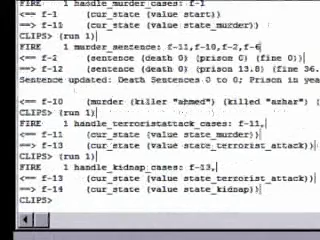 FIRE 1 handle_murder_cases: f-1
<== f-1 (cur_state (value start))
==> f-11 (cur_state (value state_murder))
CLIPS> (run 1)
FIRE 1 murder_sentence: f-11,f-10,f-2,f-6
<== f-2 (sentence (death 0) (prison 0) (fine 0))
==> f-12 (sentence (death 0) (prison 13.8) (fine 36.
Sentence updated: Death Sentences 0 to 0; Prison in yea
<== f-10 (murder (killer "ahmed") (killed "azhar") (
CLIPS> (run 1)
FIRE 1 handle_terroristattack_cases: f-11,
<== f-11 (cur_state (value state_murder))
==> f-13 (cur_state (value state_terrorist_attack))
CLIPS> (run 1)
FIRE 1 handle_kidnap_cases: f-13,
<== f-13 (cur_state (value state_terrorist_attack))
==> f-14 (cur_state (value state_kidnap))
CLIPS>